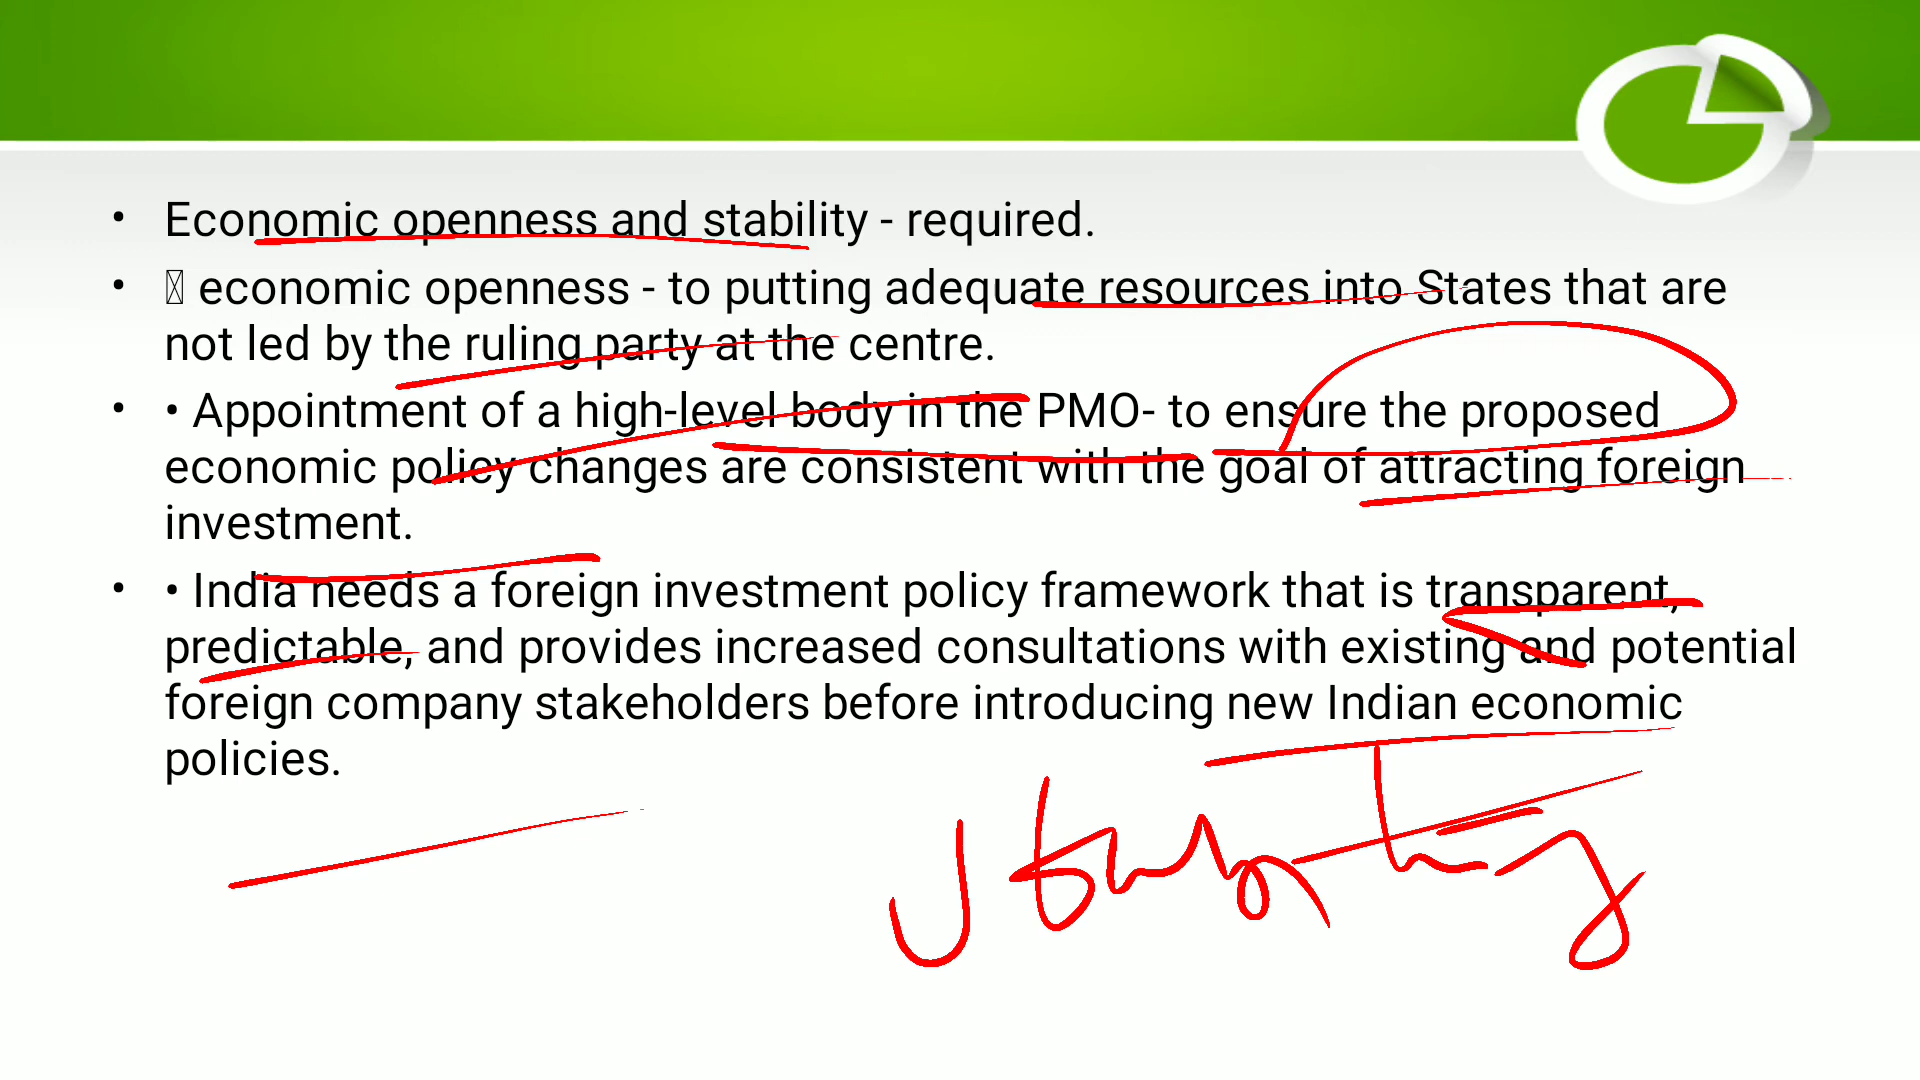 • Economic openness and stability - required.
• economic openness - to putting adequate resources into States that are
not led by the ruling party at the centre.
• • Appointment of a high-level body in the PMO- to ensure the proposed
economic policy changes are consistent with the goal of attracting foreign
investment.
• • India needs a foreign investment policy framework that is transparent,
predictable, and provides increased consultations with existing and potential
foreign company stakeholders before introducing new Indian economic
policies.